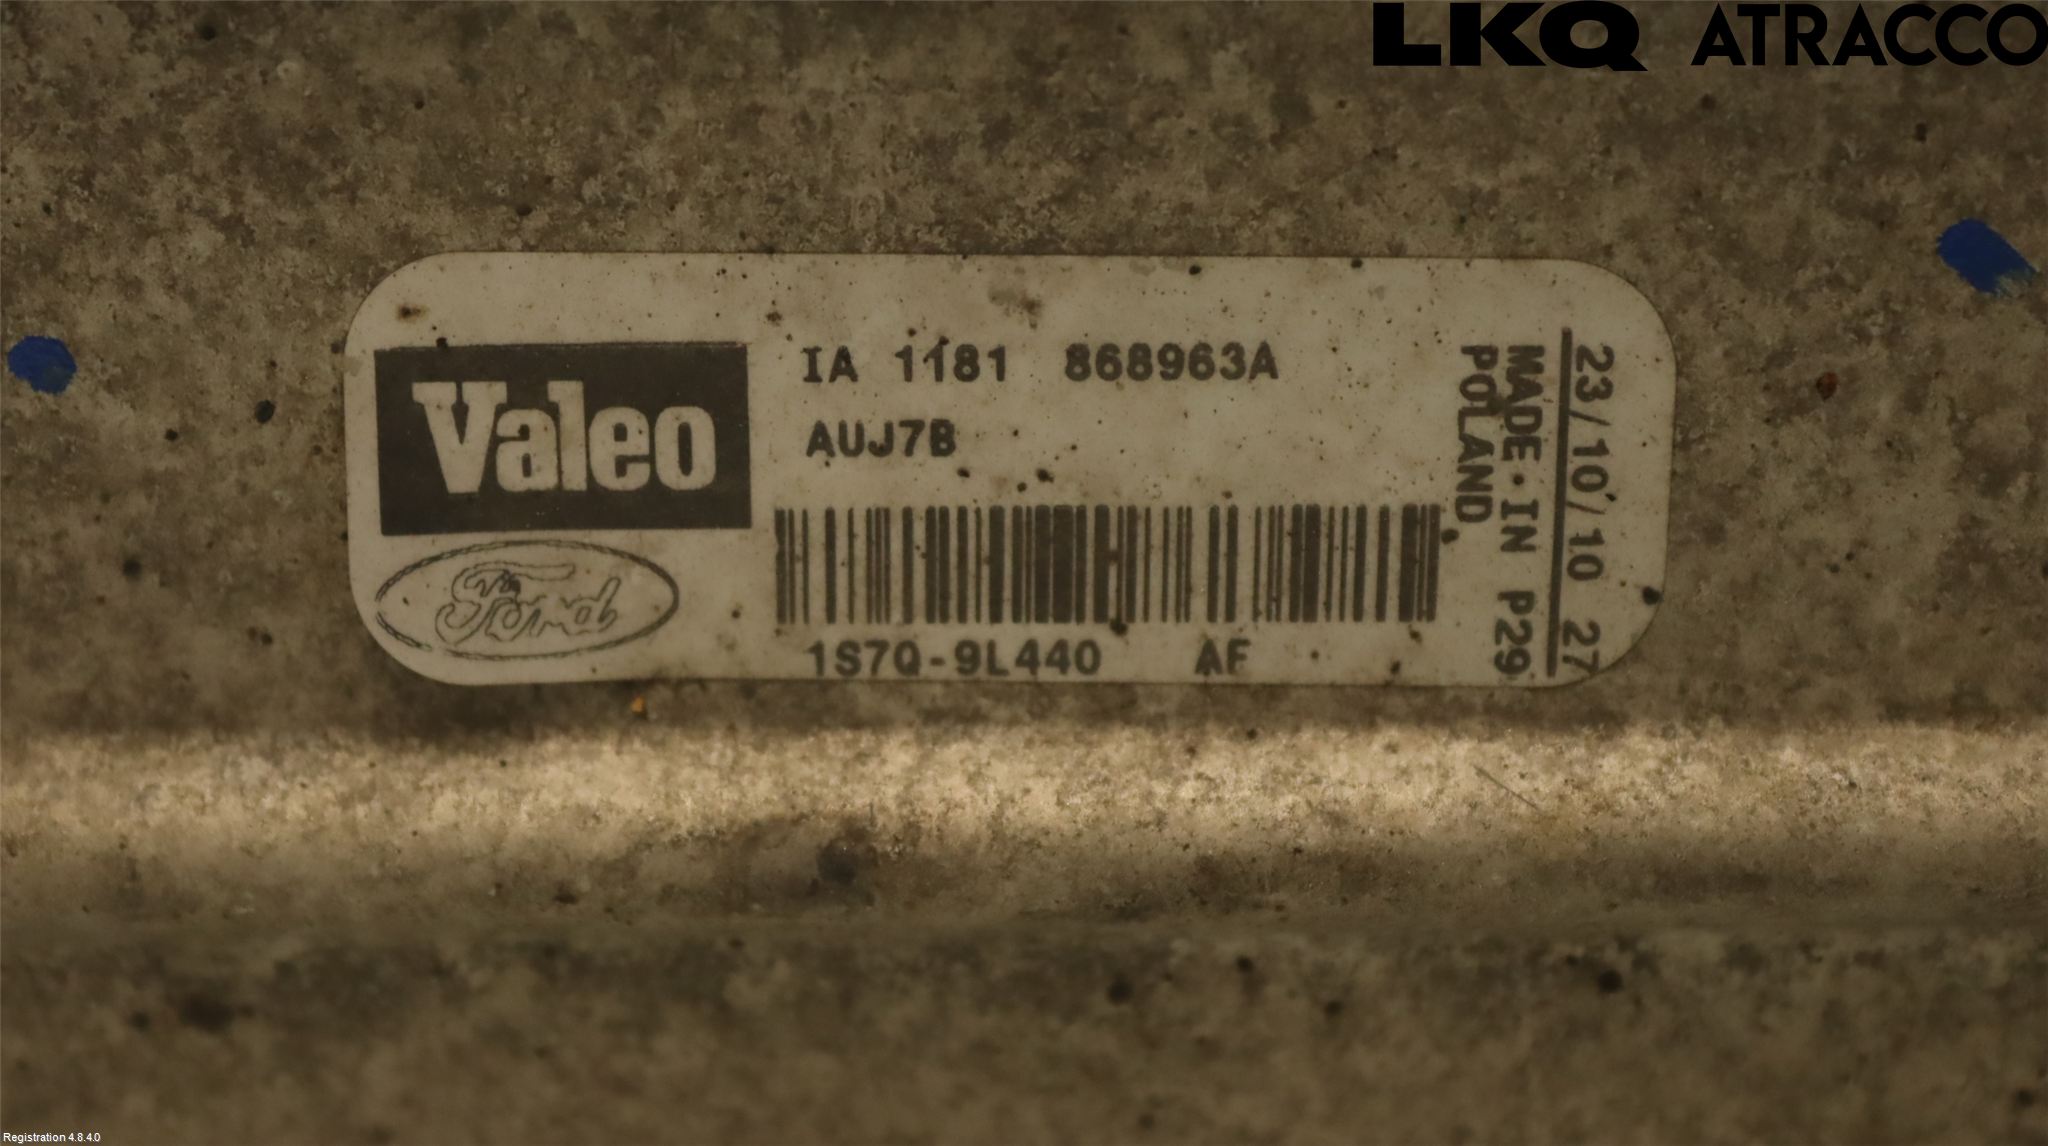 LKQ ATRACCO
Valeo
IA 1181 868963A
AUJ7B
Ford
1S7Q-9L440 AF
23/10/10 27
MADE IN P29
POLAND
Registration 4.8.4.0